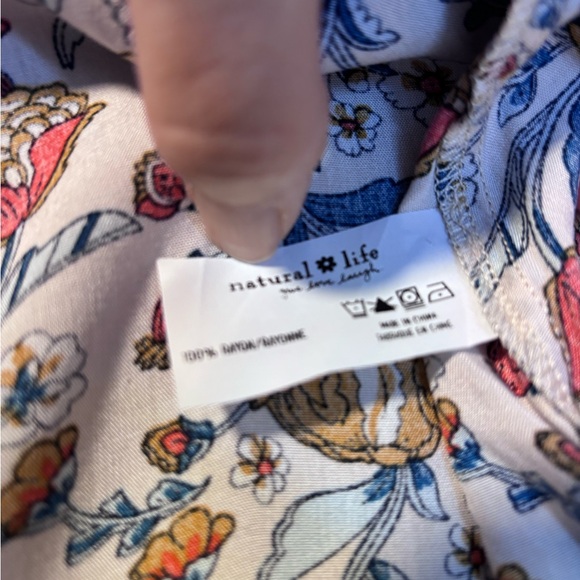 natural life
give love laugh
100% RAYON/RAYONNE
MADE IN CHINA
FABRIQUÉ EN CHINE